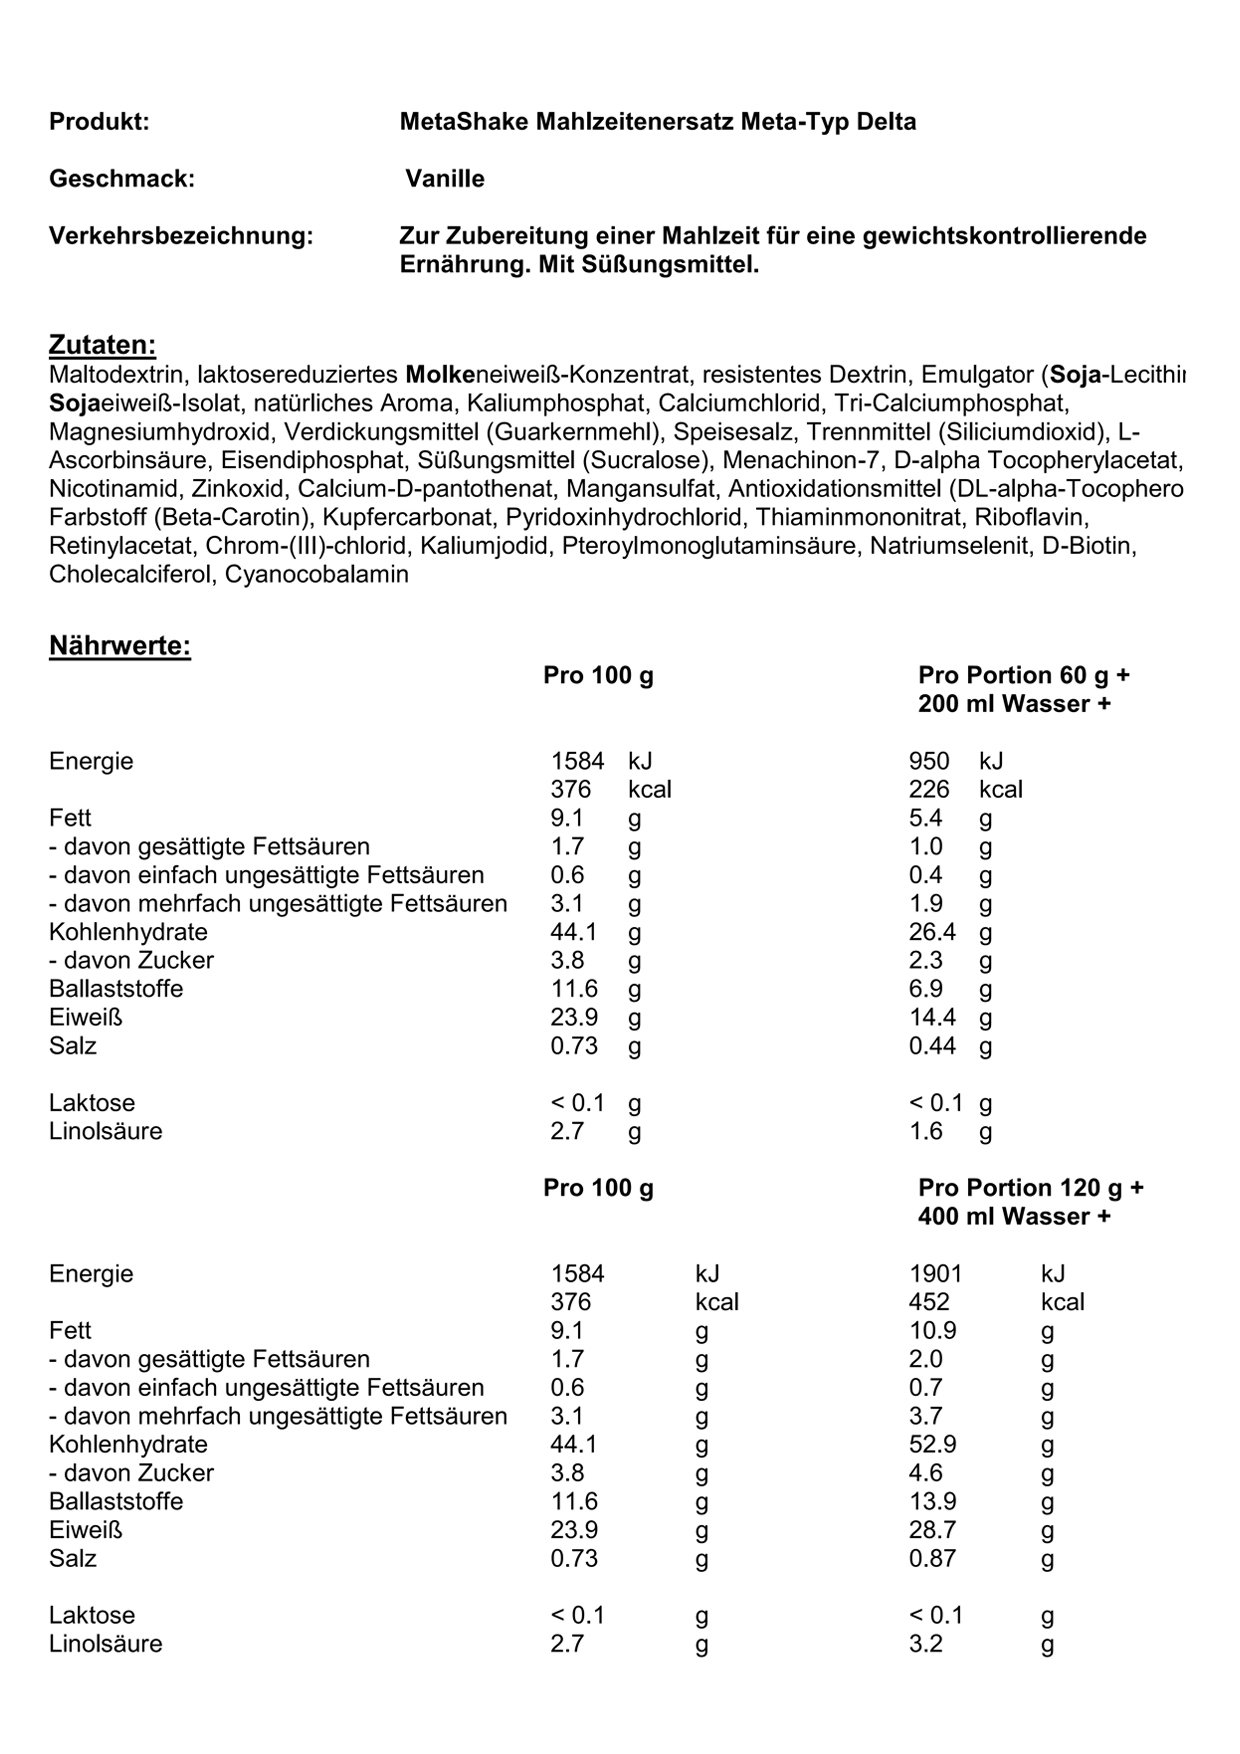 Produkt: MetaShake Mahlzeitenersatz Meta-Typ Delta
Geschmack: Vanille
Verkehrsbezeichnung: Zur Zubereitung einer Mahlzeit für eine gewichtskontrollierende
Ernährung. Mit Süßungsmittel.
Zutaten:
Maltodextrin, laktosereduziertes Molkeneiweiß-Konzentrat, resistentes Dextrin, Emulgator (Soja-Lecithin
Sojaeiweiß-Isolat, natürliches Aroma, Kaliumphosphat, Calciumchlorid, Tri-Calciumphosphat,
Magnesiumhydroxid, Verdickungsmittel (Guarkernmehl), Speisesalz, Trennmittel (Siliciumdioxid), L-
Ascorbinsäure, Eisendiphosphat, Süßungsmittel (Sucralose), Menachinon-7, D-alpha Tocopherylacetat,
Nicotinamid, Zinkoxid, Calcium-D-pantothenat, Mangansulfat, Antioxidationsmittel (DL-alpha-Tocophero
Farbstoff (Beta-Carotin), Kupfercarbonat, Pyridoxinhydrochlorid, Thiaminmononitrat, Riboflavin,
Retinylacetat, Chrom-(III)-chlorid, Kaliumjodid, Pteroylmonoglutaminsäure, Natriumselenit, D-Biotin,
Cholecalciferol, Cyanocobalamin
Nährwerte:
Pro 100 g Pro Portion 60 g +
200 ml Wasser +
Energie 1584 kJ 950 kJ
376 kcal 226 kcal
Fett 9.1 g 5.4 g
- davon gesättigte Fettsäuren 1.7 g 1.0 g
- davon einfach ungesättigte Fettsäuren 0.6 g 0.4 g
- davon mehrfach ungesättigte Fettsäuren 3.1 g 1.9 g
Kohlenhydrate 44.1 g 26.4 g
- davon Zucker 3.8 g 2.3 g
Ballaststoffe 11.6 g 6.9 g
Eiweiß 23.9 g 14.4 g
Salz 0.73 g 0.44 g
Laktose < 0.1 g < 0.1 g
Linolsäure 2.7 g 1.6 g
Pro 100 g Pro Portion 120 g +
400 ml Wasser +
Energie 1584 kJ 1901 kJ
376 kcal 452 kcal
Fett 9.1 g 10.9 g
- davon gesättigte Fettsäuren 1.7 g 2.0 g
- davon einfach ungesättigte Fettsäuren 0.6 g 0.7 g
- davon mehrfach ungesättigte Fettsäuren 3.1 g 3.7 g
Kohlenhydrate 44.1 g 52.9 g
- davon Zucker 3.8 g 4.6 g
Ballaststoffe 11.6 g 13.9 g
Eiweiß 23.9 g 28.7 g
Salz 0.73 g 0.87 g
Laktose < 0.1 g < 0.1 g
Linolsäure 2.7 g 3.2 g